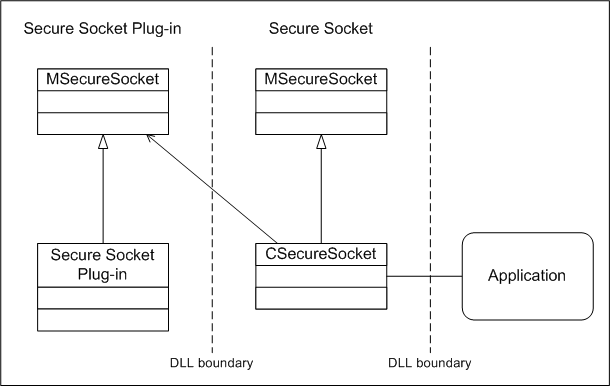 Secure Socket Plug-in
Secure Socket
MSecureSocket
MSecureSocket
Secure Socket
Plug-in
CSecureSocket
Application
DLL boundary
DLL boundary